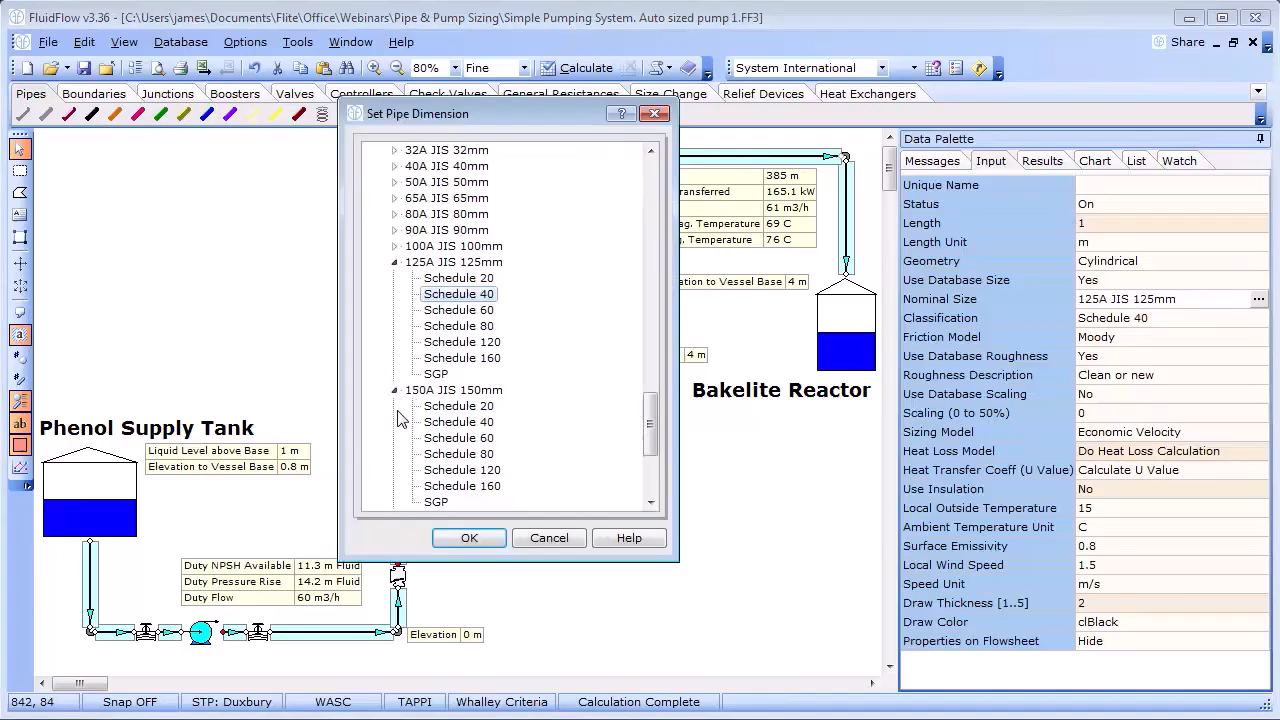 FluidFlow v3.36 - [C:\Users\james\Documents\Flite\Office\Webinars\Pipe & Pump Sizing\Simple Pumping System. Auto sized pump 1.FF3]
File Edit View Database Options Tools Window Help Share
80% Fine Calculate System International
Pipes Boundaries Junctions Boosters Valves Controllers Check Valves General Resistances Size Change Relief Devices Heat Exchangers
Set Pipe Dimension
32A JIS 32mm
40A JIS 40mm
50A JIS 50mm
65A JIS 65mm
80A JIS 80mm
90A JIS 90mm
100A JIS 100mm
125A JIS 125mm
Schedule 20
Schedule 40
Schedule 60
Schedule 80
Schedule 120
Schedule 160
SGP
150A JIS 150mm
Schedule 20
Schedule 40
Schedule 60
Schedule 80
Schedule 120
Schedule 160
SGP
OK Cancel Help
385 m
ansferred 165.1 kW
61 m3/h
g. Temperature 69 C
g. Temperature 76 C
ion to Vessel Base 4 m
4 m
Bakelite Reactor
Phenol Supply Tank
Liquid Level above Base 1 m
Elevation to Vessel Base 0.8 m
Duty NPSH Available 11.3 m Fluid
Duty Pressure Rise 14.2 m Fluid
Duty Flow 60 m3/h
Elevation 0 m
Data Palette
Messages Input Results Chart List Watch
Unique Name
Status On
Length 1
Length Unit m
Geometry Cylindrical
Use Database Size Yes
Nominal Size 125A JIS 125mm ...
Classification Schedule 40
Friction Model Moody
Use Database Roughness Yes
Roughness Description Clean or new
Use Database Scaling No
Scaling (0 to 50%) 0
Sizing Model Economic Velocity
Heat Loss Model Do Heat Loss Calculation
Heat Transfer Coeff (U Value) Calculate U Value
Use Insulation No
Local Outside Temperature 15
Ambient Temperature Unit C
Surface Emissivity 0.8
Local Wind Speed 1.5
Speed Unit m/s
Draw Thickness [1..5] 2
Draw Color clBlack
Properties on Flowsheet Hide
842, 84 Snap OFF STP: Duxbury WASC TAPPI Whalley Criteria Calculation Complete